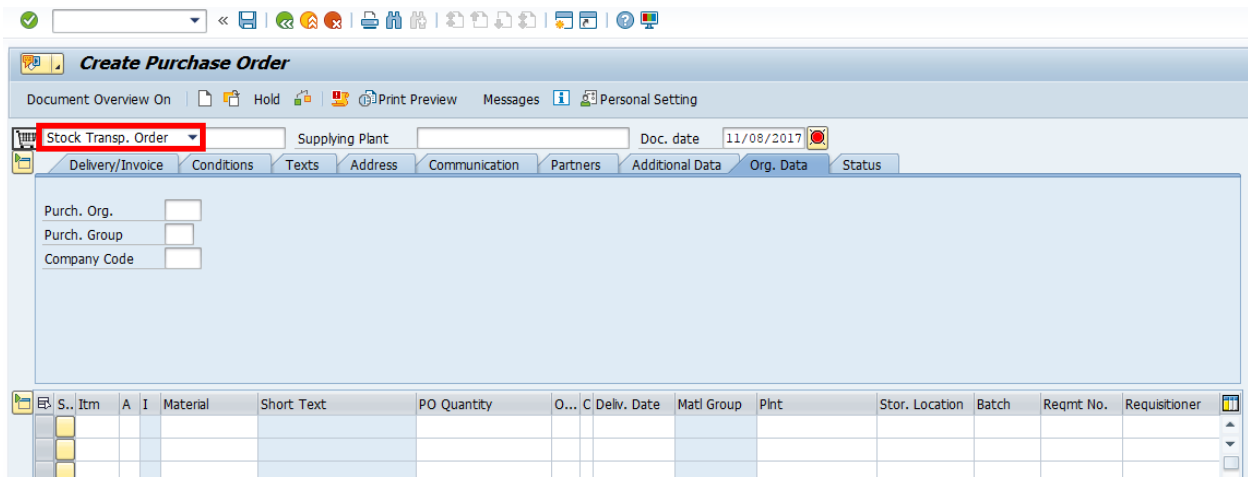 Create Purchase Order
Document Overview On Hold Print Preview Messages Personal Setting
Stock Transp. Order Supplying Plant Doc. date 11/08/2017
Delivery/Invoice Conditions Texts Address Communication Partners Additional Data Org. Data Status
Purch. Org.
Purch. Group
Company Code
S.. Itm A I Material Short Text PO Quantity O... C Deliv. Date Matl Group Plnt Stor. Location Batch Reqmt No. Requisitioner